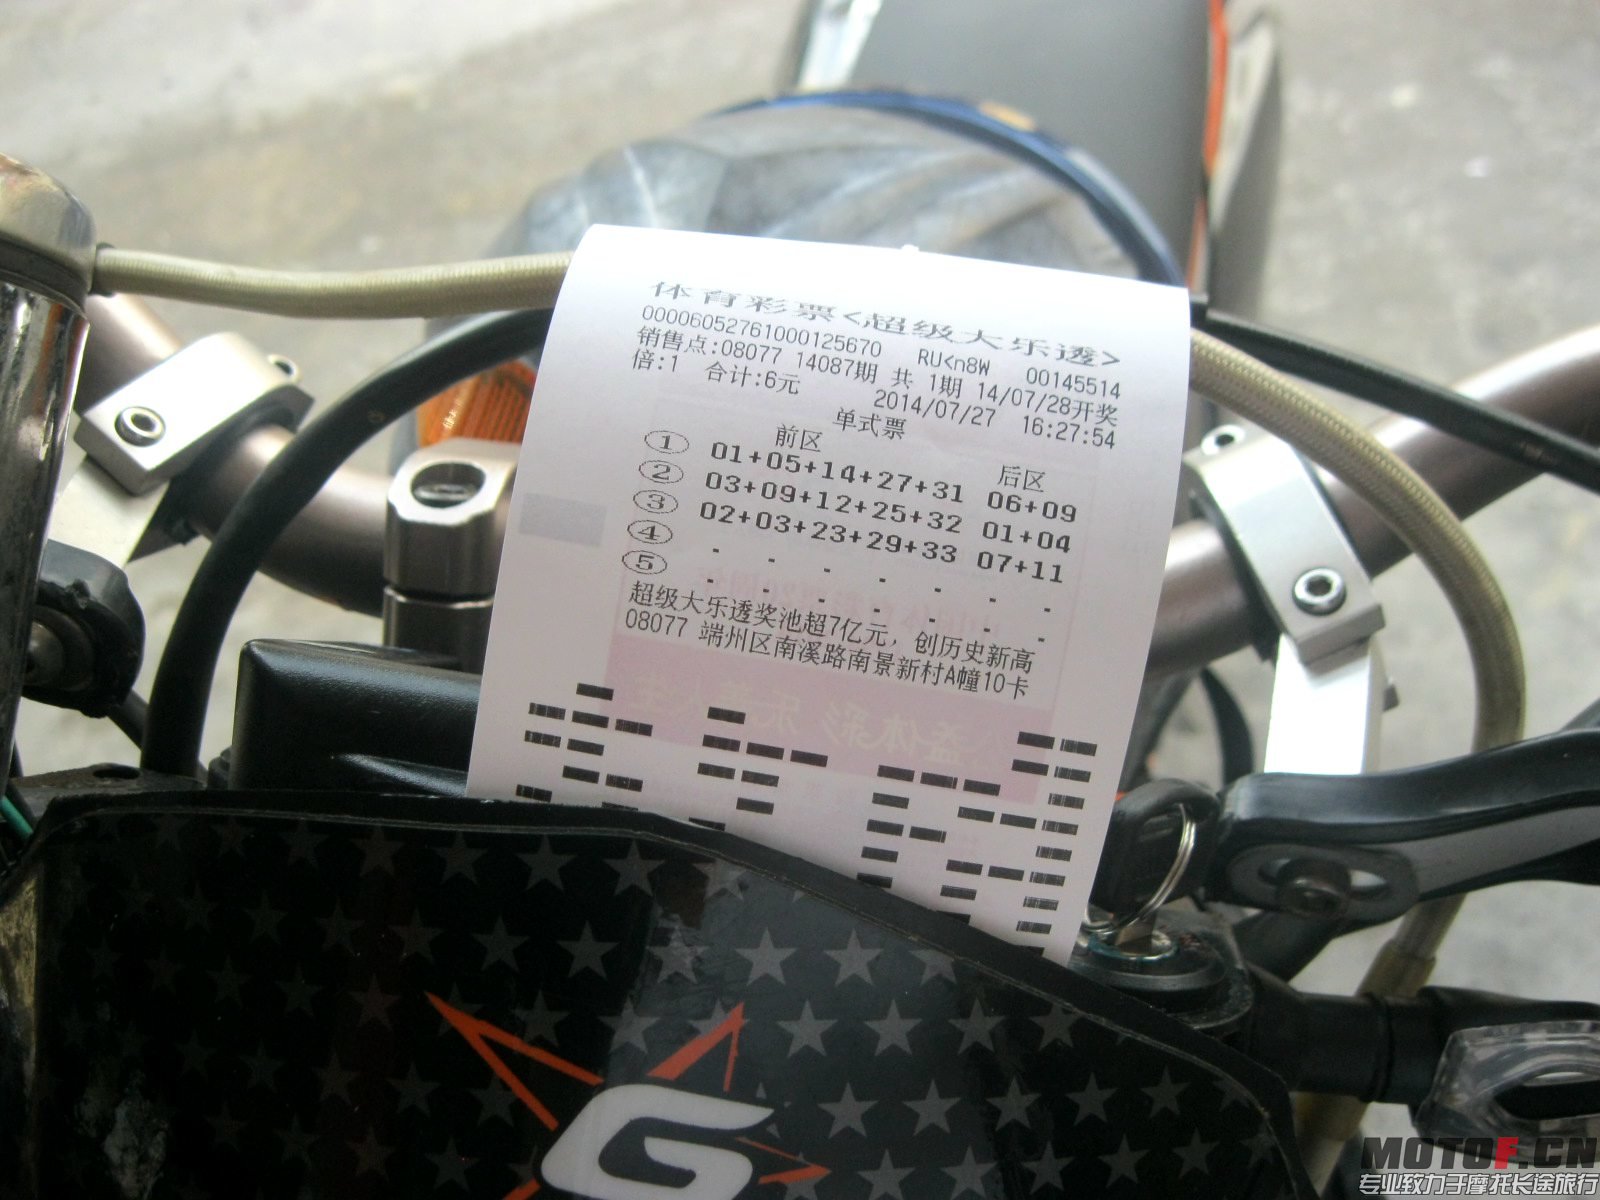 体育彩票<超级大乐透>
000060527610001​25670 RU<n8W 00145514
销售点:08077 14087期 共 1期 14/07/28开奖
倍:1 合计:6元 2014/07/27 16:27:54
单式票
前区 后区
① 01+05+14+27+31 06+09
② 03+09+12+25+32 01+04
③ 02+03+23+29+33 07+11
④ - - - - - - -
⑤ - - - - - - -
超级大乐透奖池超7亿元，创历史新高
08077 端州区南溪路南景新村A幢10卡
G
MOTOF.CN
专业致力于摩托长途旅行